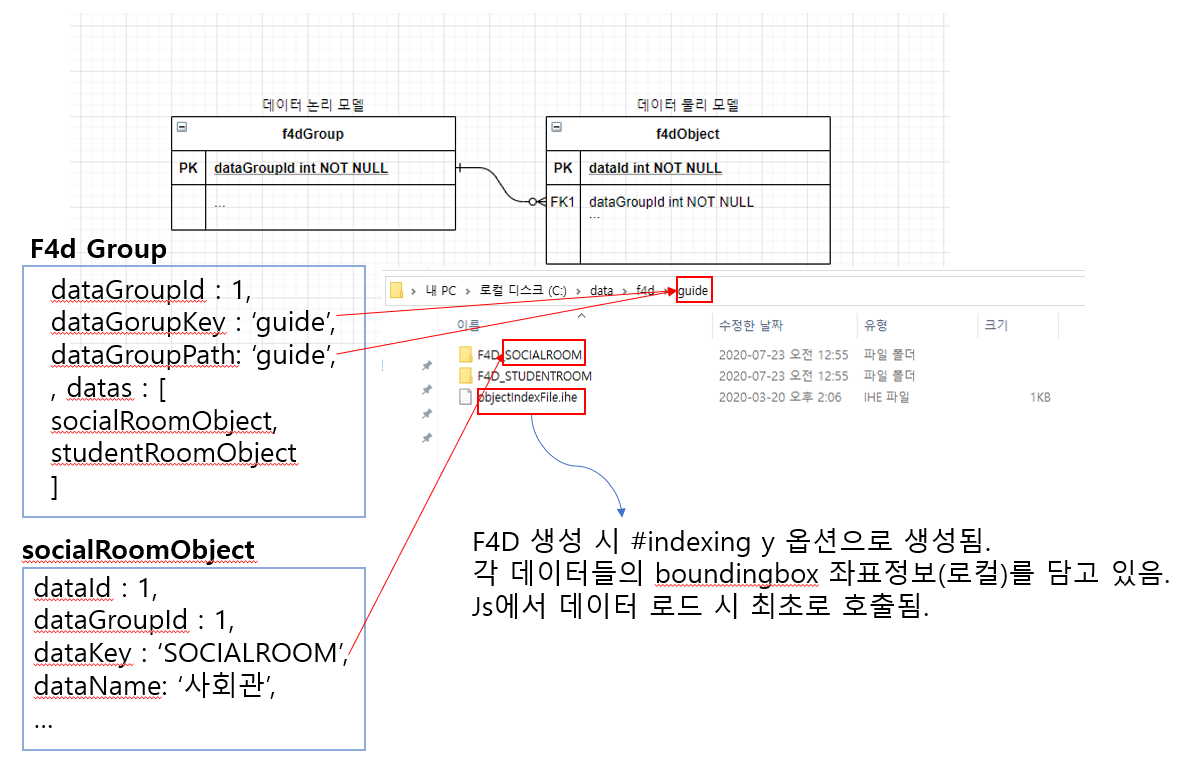 데이터 논리 모델
데이터 물리 모델
f4dGroup
PK
dataGroupId int NOT NULL
...
f4dObject
PK
dataId int NOT NULL
FK1
dataGroupId int NOT NULL
...
F4d Group
dataGroupId : 1,
dataGorupKey : ‘guide’,
dataGroupPath: ‘guide’,
, datas : [
socialRoomObject,
studentRoomObject
]
내 PC > 로컬 디스크 (C:) > data > f4d > guide
이름
수정한 날짜
유형
크기
F4D_SOCIALROOM
2020-07-23 오전 12:55
파일 폴더
F4D_STUDENTROOM
2020-07-23 오전 12:55
파일 폴더
objectIndexFile.ihe
2020-03-20 오후 2:06
IHE 파일
1KB
F4D 생성 시 #indexing y 옵션으로 생성됨.
각 데이터들의 boundingbox 좌표정보(로컬)를 담고 있음.
Js에서 데이터 로드 시 최초로 호출됨.
socialRoomObject
dataId : 1,
dataGroupId : 1,
dataKey : ‘SOCIALROOM’,
dataName: ‘사회관’,
...